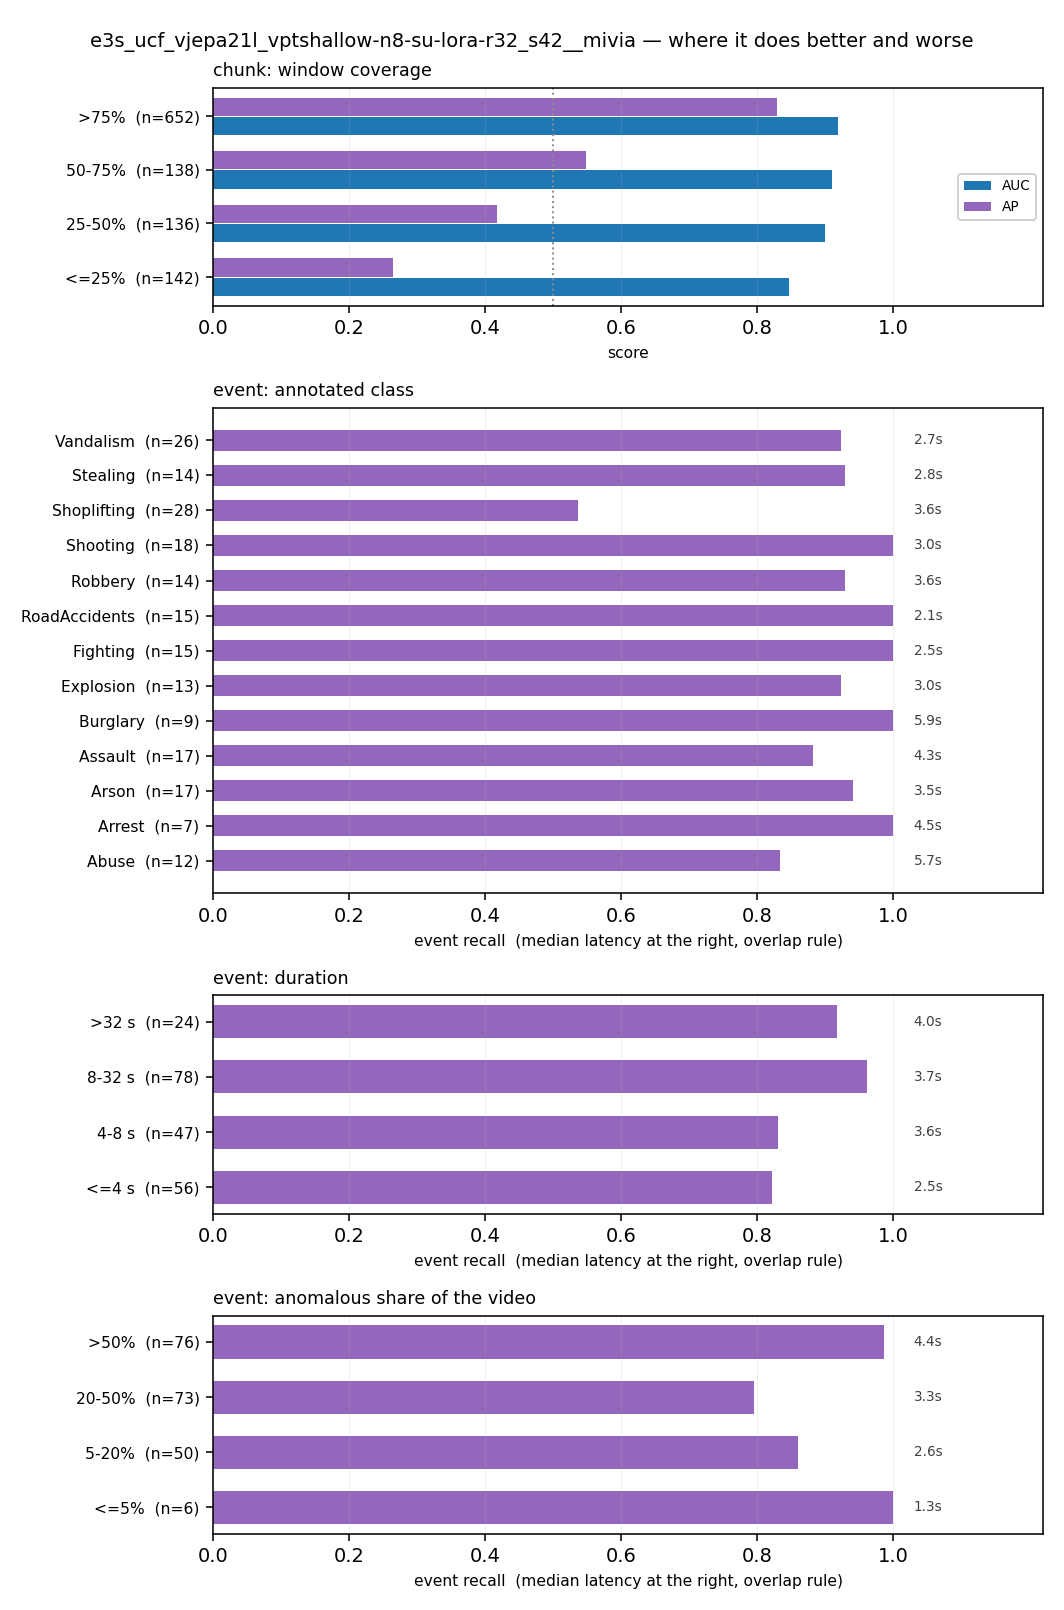 e3s_ucf_vjepa21l_vptshallow-n8-su-lora-r32_s42__mivia — where it does better and worse
chunk: window coverage
>75% (n=652)
50-75% (n=138)
25-50% (n=136)
<=25% (n=142)
AUC
AP
0.0 0.2 0.4 0.6 0.8 1.0
score
event: annotated class
Vandalism (n=26) 2.7s
Stealing (n=14) 2.8s
Shoplifting (n=28) 3.6s
Shooting (n=18) 3.0s
Robbery (n=14) 3.6s
RoadAccidents (n=15) 2.1s
Fighting (n=15) 2.5s
Explosion (n=13) 3.0s
Burglary (n=9) 5.9s
Assault (n=17) 4.3s
Arson (n=17) 3.5s
Arrest (n=7) 4.5s
Abuse (n=12) 5.7s
0.0 0.2 0.4 0.6 0.8 1.0
event recall (median latency at the right, overlap rule)
event: duration
>32 s (n=24) 4.0s
8-32 s (n=78) 3.7s
4-8 s (n=47) 3.6s
<=4 s (n=56) 2.5s
0.0 0.2 0.4 0.6 0.8 1.0
event recall (median latency at the right, overlap rule)
event: anomalous share of the video
>50% (n=76) 4.4s
20-50% (n=73) 3.3s
5-20% (n=50) 2.6s
<=5% (n=6) 1.3s
0.0 0.2 0.4 0.6 0.8 1.0
event recall (median latency at the right, overlap rule)